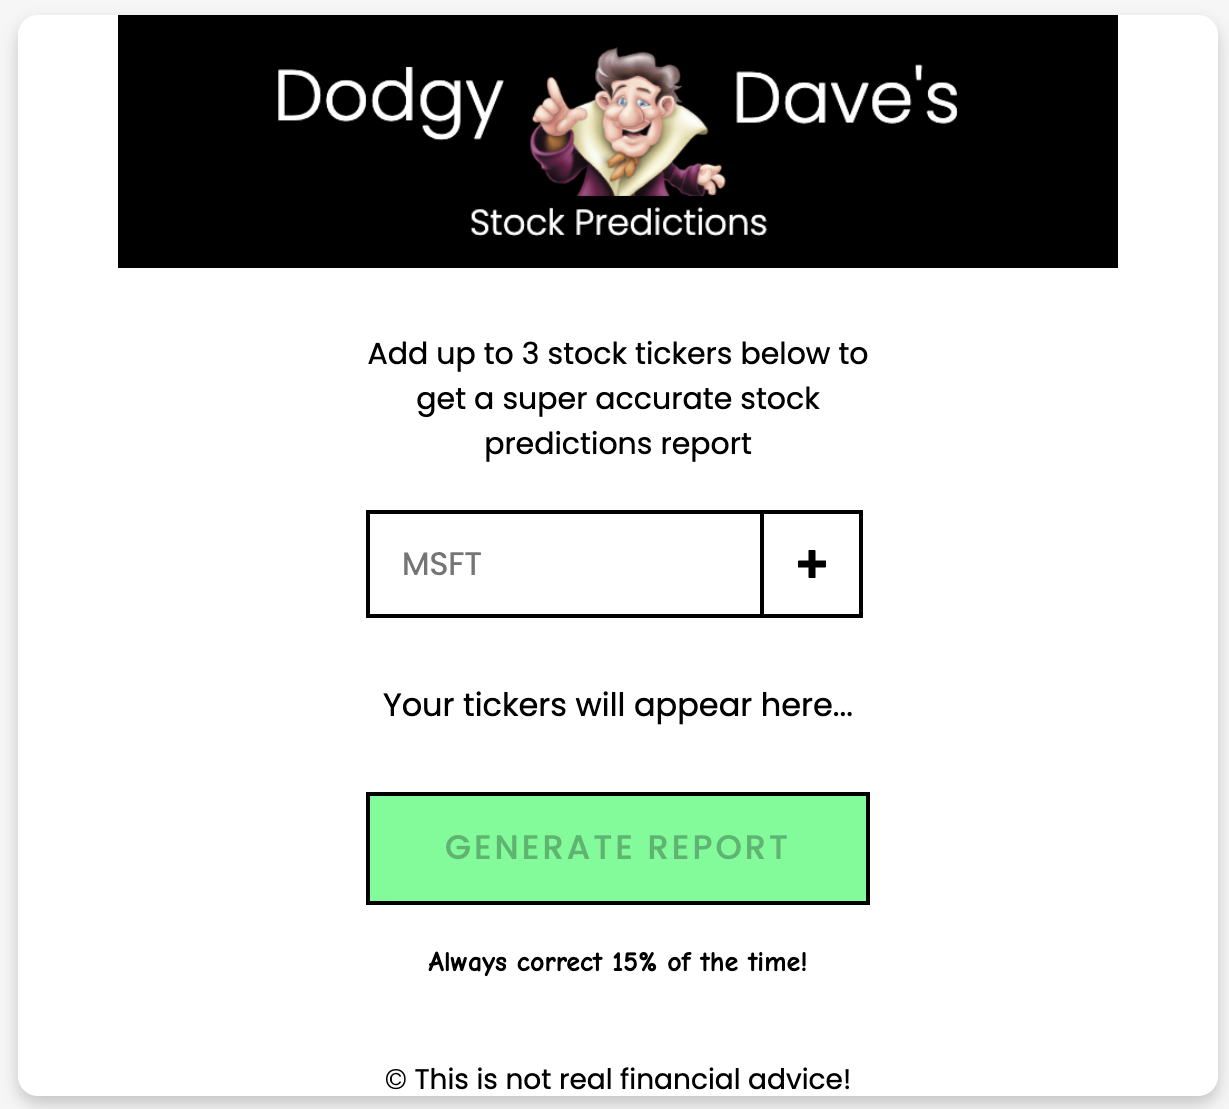 Dodgy Dave's
Stock Predictions
Add up to 3 stock tickers below to
get a super accurate stock
predictions report
MSFT
+
Your tickers will appear here...
GENERATE REPORT
Always correct 15% of the time!
© This is not real financial advice!